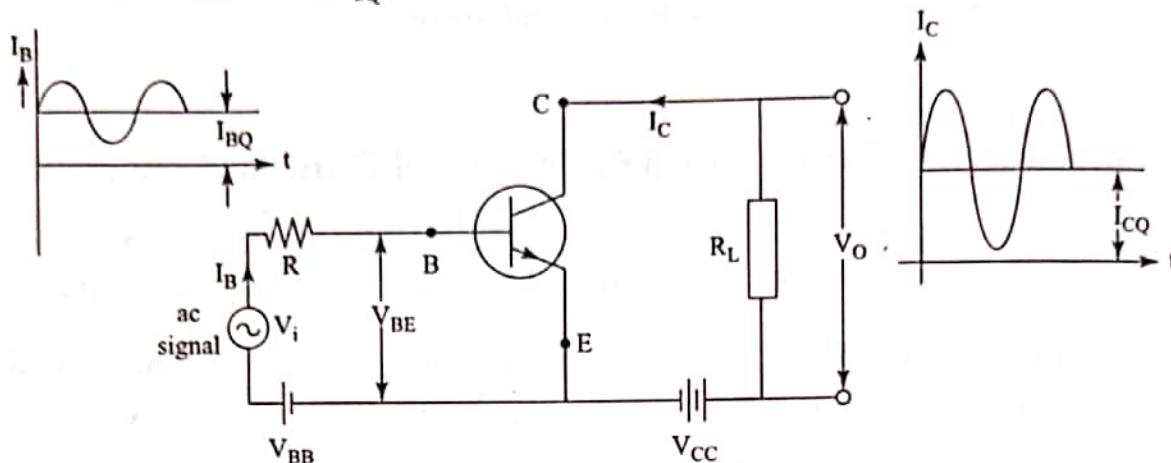 Q
I_B
I_BQ
t
I_B
R
B
ac
signal
V_i
V_BE
V_BB
C
I_C
E
V_CC
R_L
V_O
I_C
I_CQ
t